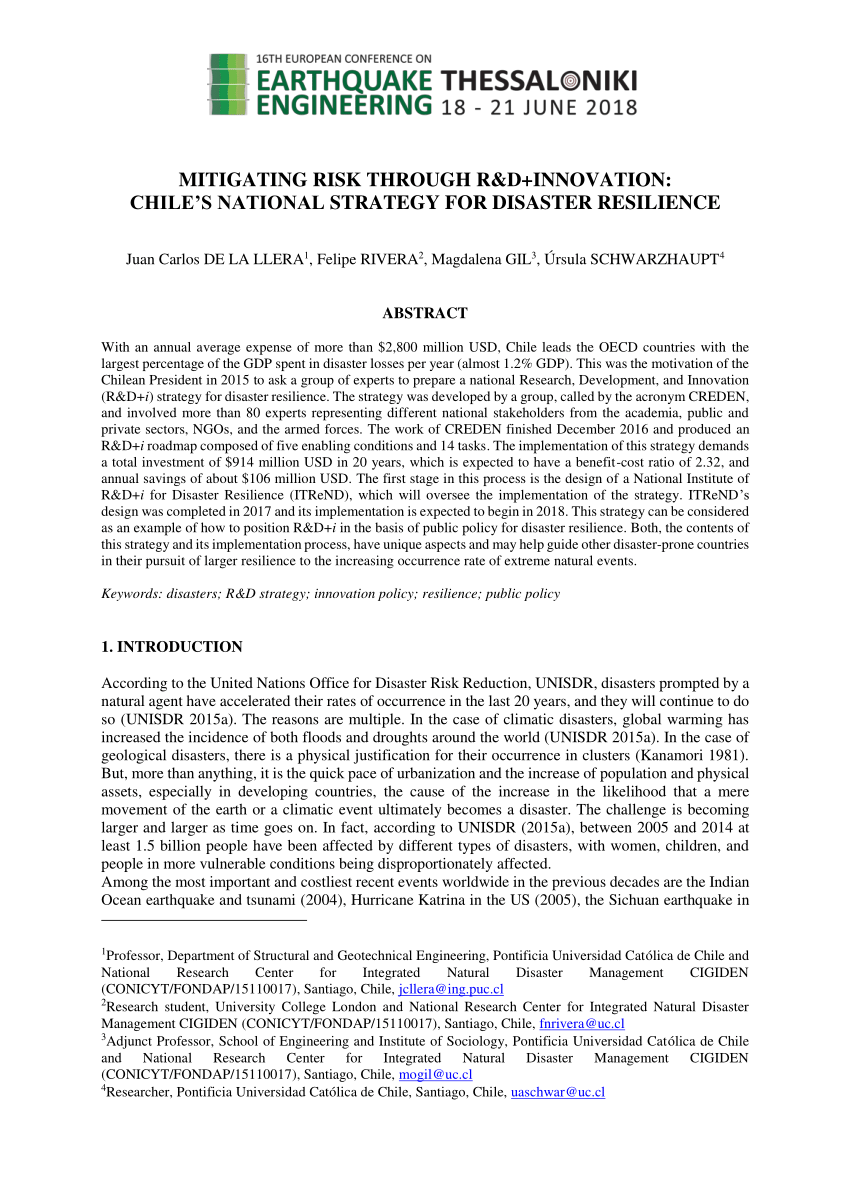 16TH EUROPEAN CONFERENCE ON
EARTHQUAKE THESSALONIKI
ENGINEERING 18 - 21 JUNE 2018
MITIGATING RISK THROUGH R&D+INNOVATION:
CHILE’S NATIONAL STRATEGY FOR DISASTER RESILIENCE
Juan Carlos DE LA LLERA1, Felipe RIVERA2, Magdalena GIL3, Úrsula SCHWARZHAUPT4
ABSTRACT
With an annual average expense of more than $2,800 million USD, Chile leads the OECD countries with the
largest percentage of the GDP spent in disaster losses per year (almost 1.2% GDP). This was the motivation of the
Chilean President in 2015 to ask a group of experts to prepare a national Research, Development, and Innovation
(R&D+i) strategy for disaster resilience. The strategy was developed by a group, called by the acronym CREDEN,
and involved more than 80 experts representing different national stakeholders from the academia, public and
private sectors, NGOs, and the armed forces. The work of CREDEN finished December 2016 and produced an
R&D+i roadmap composed of five enabling conditions and 14 tasks. The implementation of this strategy demands
a total investment of $914 million USD in 20 years, which is expected to have a benefit-cost ratio of 2.32, and
annual savings of about $106 million USD. The first stage in this process is the design of a National Institute of
R&D+i for Disaster Resilience (ITReND), which will oversee the implementation of the strategy. ITReND’s
design was completed in 2017 and its implementation is expected to begin in 2018. This strategy can be considered
as an example of how to position R&D+i in the basis of public policy for disaster resilience. Both, the contents of
this strategy and its implementation process, have unique aspects and may help guide other disaster-prone countries
in their pursuit of larger resilience to the increasing occurrence rate of extreme natural events.
Keywords: disasters; R&D strategy; innovation policy; resilience; public policy
1. INTRODUCTION
According to the United Nations Office for Disaster Risk Reduction, UNISDR, disasters prompted by a
natural agent have accelerated their rates of occurrence in the last 20 years, and they will continue to do
so (UNISDR 2015a). The reasons are multiple. In the case of climatic disasters, global warming has
increased the incidence of both floods and droughts around the world (UNISDR 2015a). In the case of
geological disasters, there is a physical justification for their occurrence in clusters (Kanamori 1981).
But, more than anything, it is the quick pace of urbanization and the increase of population and physical
assets, especially in developing countries, the cause of the increase in the likelihood that a mere
movement of the earth or a climatic event ultimately becomes a disaster. The challenge is becoming
larger and larger as time goes on. In fact, according to UNISDR (2015a), between 2005 and 2014 at
least 1.5 billion people have been affected by different types of disasters, with women, children, and
people in more vulnerable conditions being disproportionately affected.
Among the most important and costliest recent events worldwide in the previous decades are the Indian
Ocean earthquake and tsunami (2004), Hurricane Katrina in the US (2005), the Sichuan earthquake in
1Professor, Department of Structural and Geotechnical Engineering, Pontificia Universidad Católica de Chile and
National Research Center for Integrated Natural Disaster Management CIGIDEN
(CONICYT/FONDAP/15110017), Santiago, Chile, jcllera@ing.puc.cl
2Research student, University College London and National Research Center for Integrated Natural Disaster
Management CIGIDEN (CONICYT/FONDAP/15110017), Santiago, Chile, fnrivera@uc.cl
3Adjunct Professor, School of Engineering and Institute of Sociology, Pontificia Universidad Católica de Chile
and National Research Center for Integrated Natural Disaster Management CIGIDEN
(CONICYT/FONDAP/15110017), Santiago, Chile, mogil@uc.cl
4Researcher, Pontificia Universidad Católica de Chile, Santiago, Chile, uaschwar@uc.cl